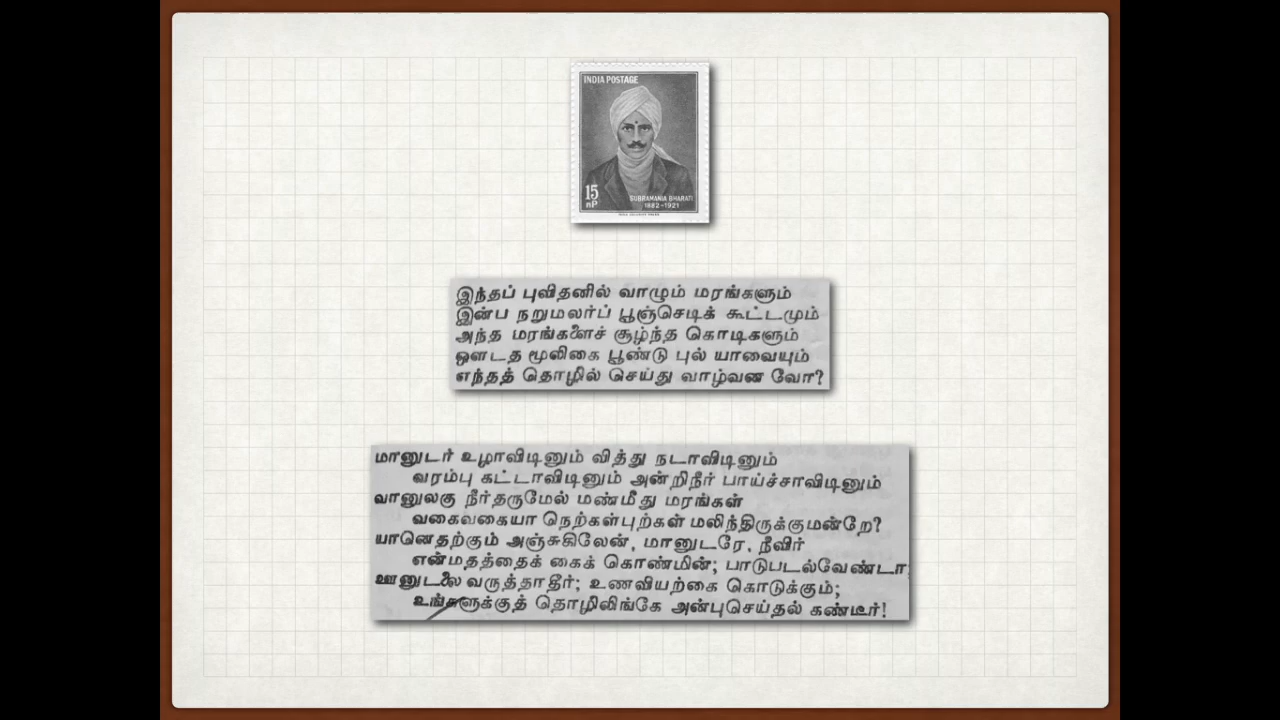 INDIA POSTAGE
15
nP
SUBRAMANIA BHARATI
1882-1921
இந்தப் புவிதனில் வாழும் மரங்களும்
இன்ப நறுமலர்ப் பூஞ்செடிக் கூட்டமும்
அந்த மரங்களைச் சூழ்ந்த கொடிகளும்
ஔடத மூலிகை பூண்டு புல் யாவையும்
எந்தத் தொழில் செய்து வாழ்வன வோ?
மானுடர் உழாவிடினும் வித்து நடாவிடினும்
வரம்பு கட்டாவிடினும் அன்றிநீர் பாய்ச்சாவிடினும்
வானுலகு நீர்தருமேல் மண்மீது மரங்கள்
வகைவகையா நெற்கள்புற்கள் மலிந்திருக்குமன்றே?
யானெதற்கும் அஞ்சுகிலேன், மானுடரே, நீவிர்
என்மதத்தைக் கைக் கொண்மின்; பாடுபடல்வேண்டா
ஊனுடலை வருத்தாதீர்; உணவியற்கை கொடுக்கும்;
உங்களுக்குத் தொழிலிங்கே அன்புசெய்தல் கண்டீர்!